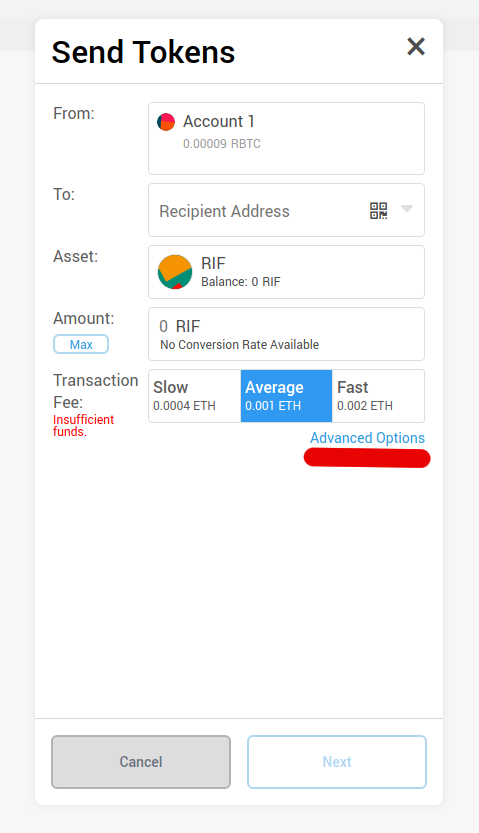 Send Tokens
From:
Account 1
0.00009 RBTC
To:
Recipient Address
Asset:
RIF
Balance: 0 RIF
Amount:
Max
0 RIF
No Conversion Rate Available
Transaction
Fee:
Insufficient
funds.
Slow
0.0004 ETH
Average
0.001 ETH
Fast
0.002 ETH
Advanced Options
Cancel
Next